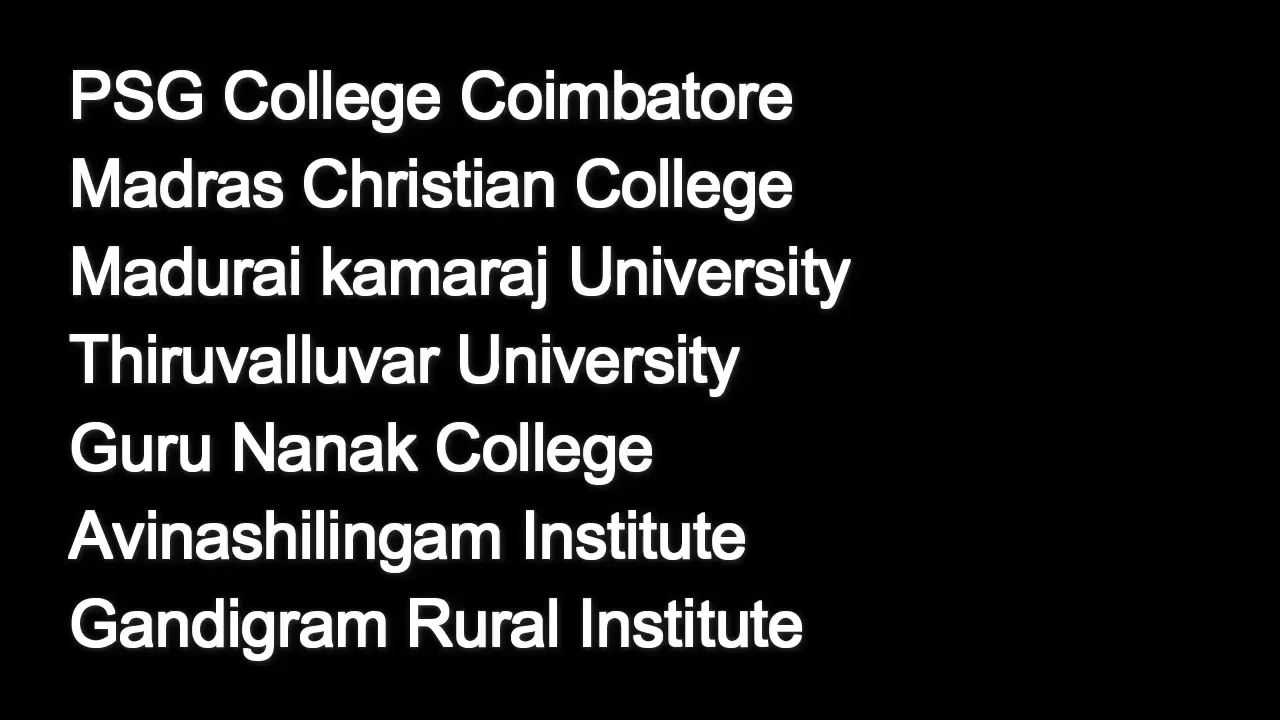 PSG College Coimbatore
Madras Christian College
Madurai kamaraj University
Thiruvalluvar University
Guru Nanak College
Avinashilingam Institute
Gandigram Rural Institute